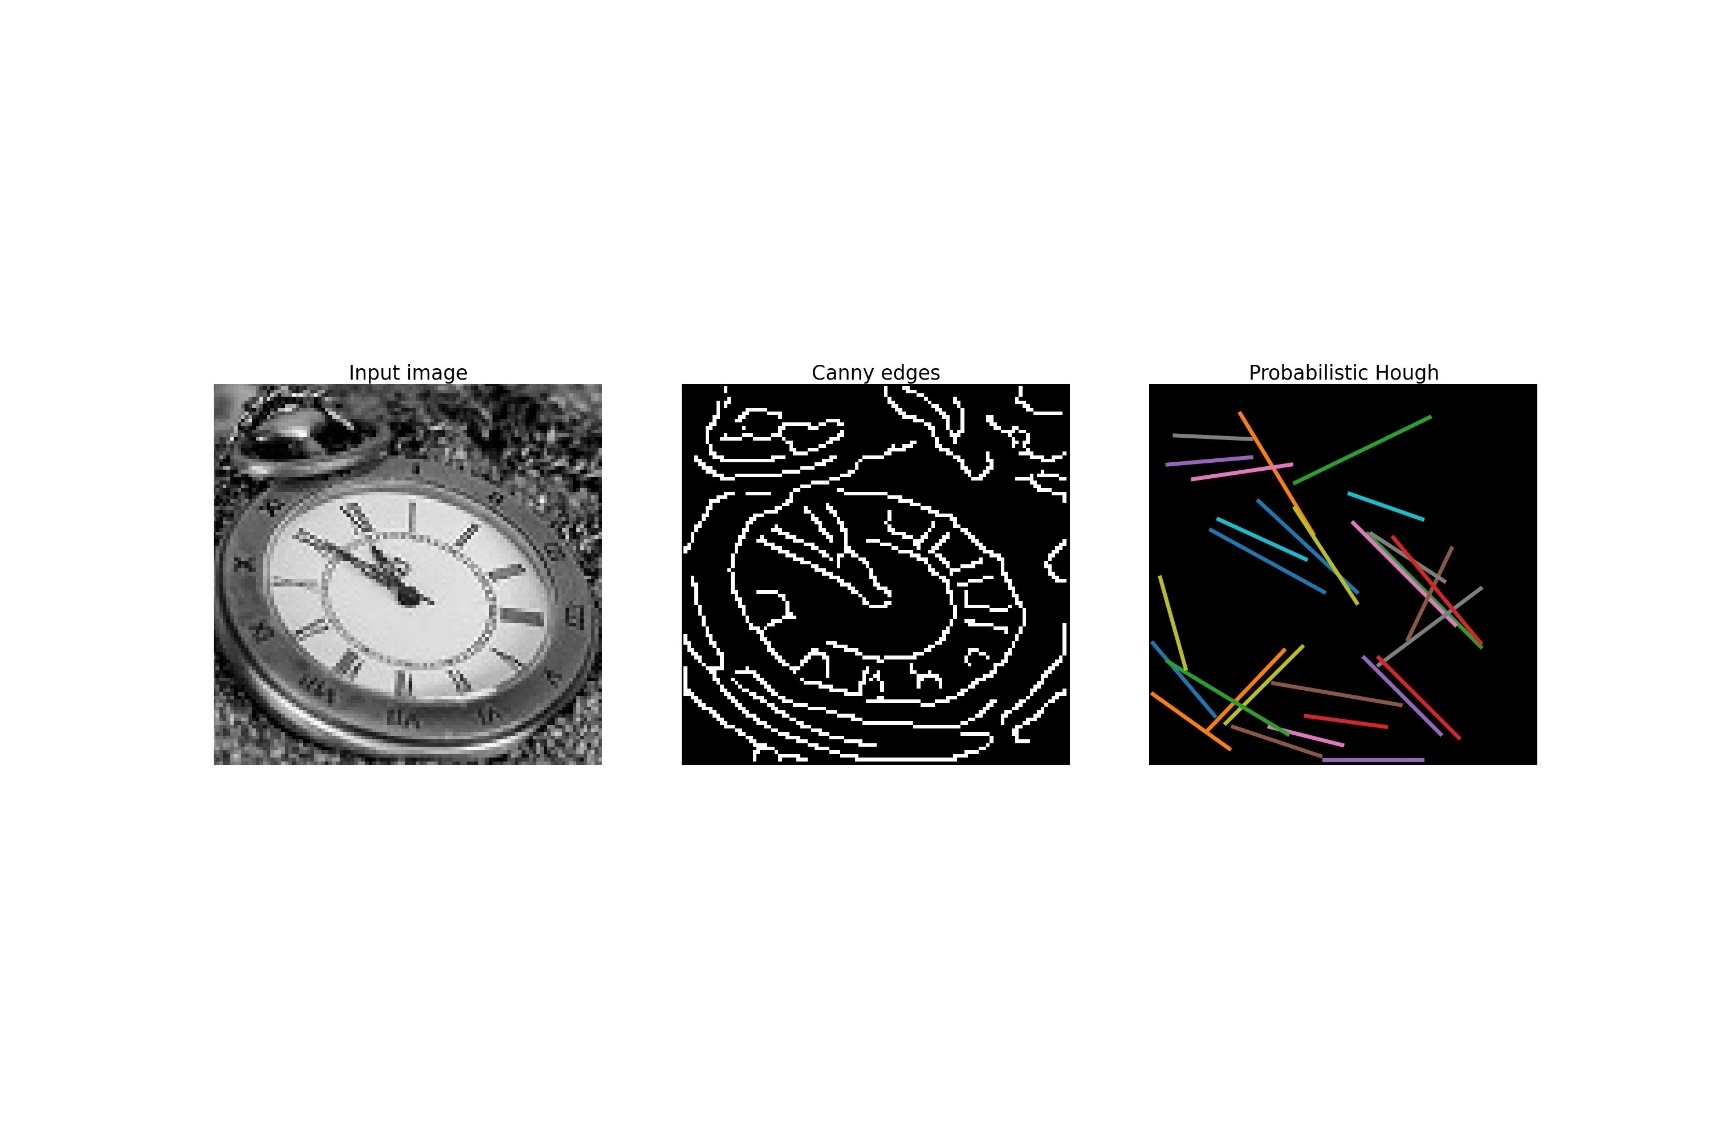 Input image
Canny edges
Probabilistic Hough